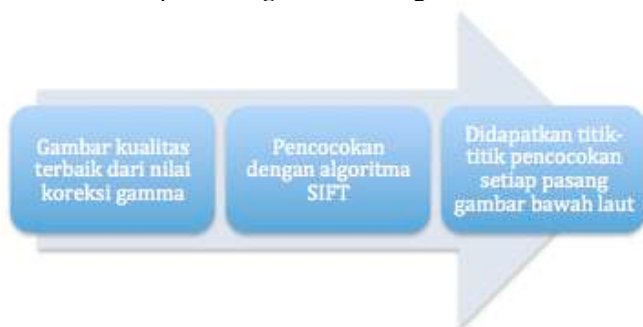 Gambar kualitas
terbaik dari nilai
koreksi gamma
Pencocokan
dengan algoritma
SIFT
Didapatkan titik-
titik pencocokan
setiap pasang
gambar bawah laut